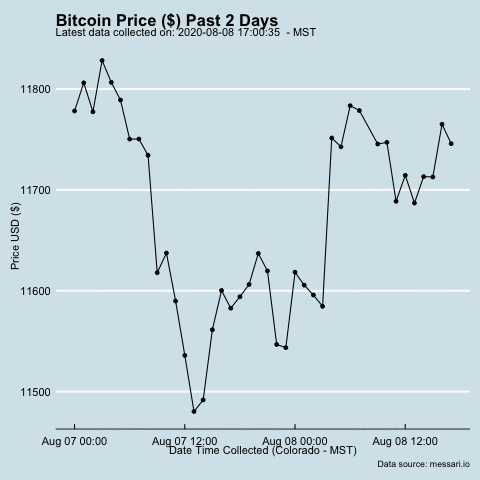 Bitcoin Price ($) Past 2 Days
Latest data collected on: 2020-08-08 17:00:35 - MST
Price USD ($)
11800
11700
11600
11500
Aug 07 00:00 Aug 07 12:00 Aug 08 00:00 Aug 08 12:00
Date Time Collected (Colorado - MST)
Data source: messari.io